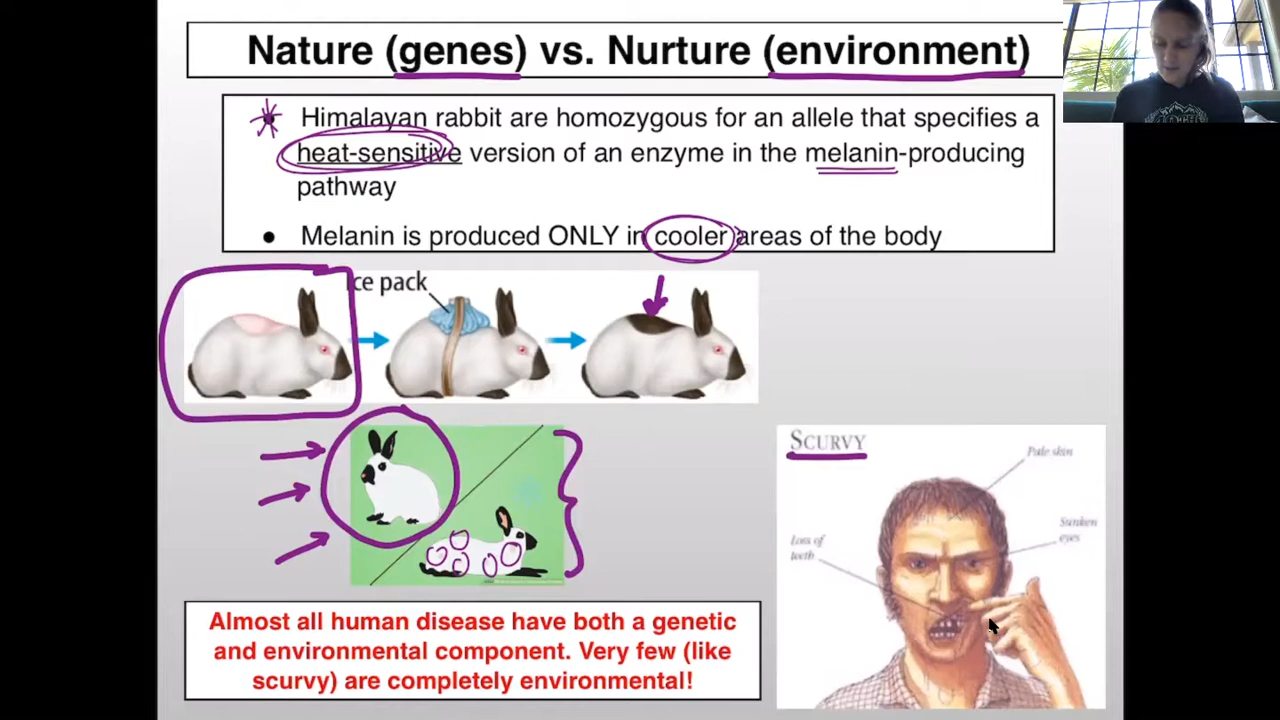 Nature (genes) vs. Nurture (environment)
● Himalayan rabbit are homozygous for an allele that specifies a
heat-sensitive version of an enzyme in the melanin-producing
pathway
● Melanin is produced ONLY in cooler areas of the body
Ice pack
SCURVY
Pale skin
Sunken
eyes
Loss of
teeth
Almost all human disease have both a genetic
and environmental component. Very few (like
scurvy) are completely environmental!